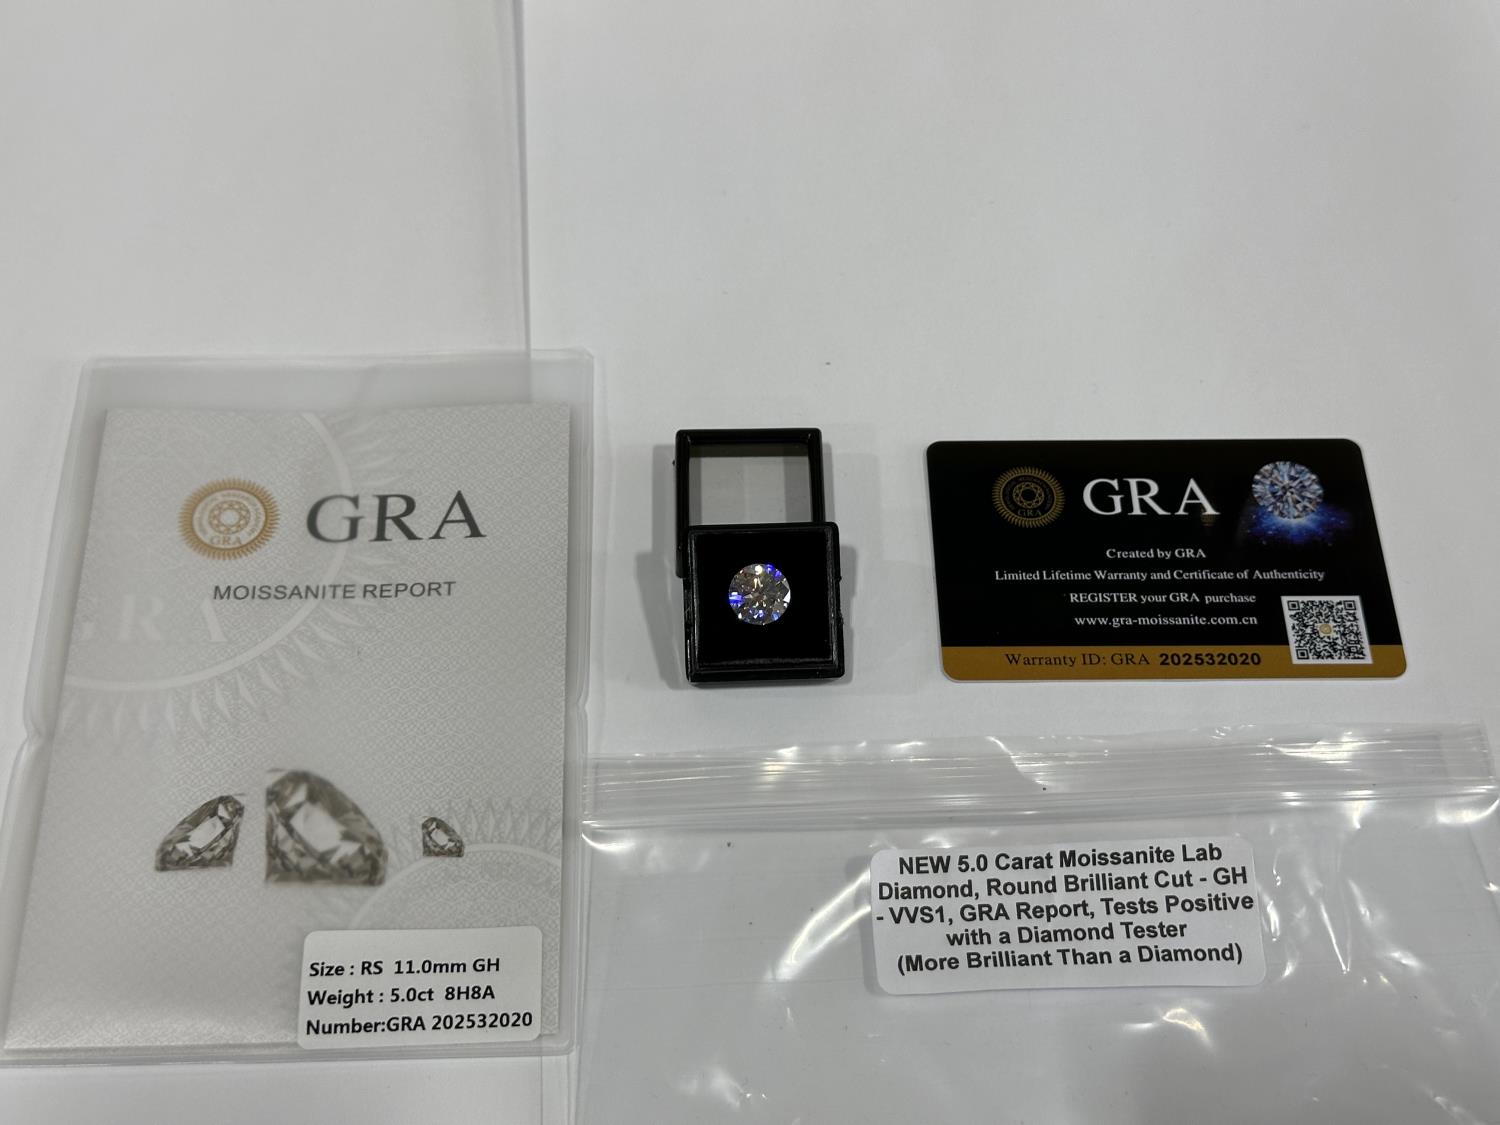 GRA
GRA
MOISSANITE REPORT
Size : RS 11.0mm GH
Weight : 5.0ct 8H8A
Number:GRA 202532020
GRA
GRA
Created by GRA
Limited Lifetime Warranty and Certificate of Authenticity
REGISTER your GRA purchase
www.gra-moissanite.com.cn
Warranty ID: GRA 202532020
NEW 5.0 Carat Moissanite Lab
Diamond, Round Brilliant Cut - GH
- VVS1, GRA Report, Tests Positive
with a Diamond Tester
(More Brilliant Than a Diamond)